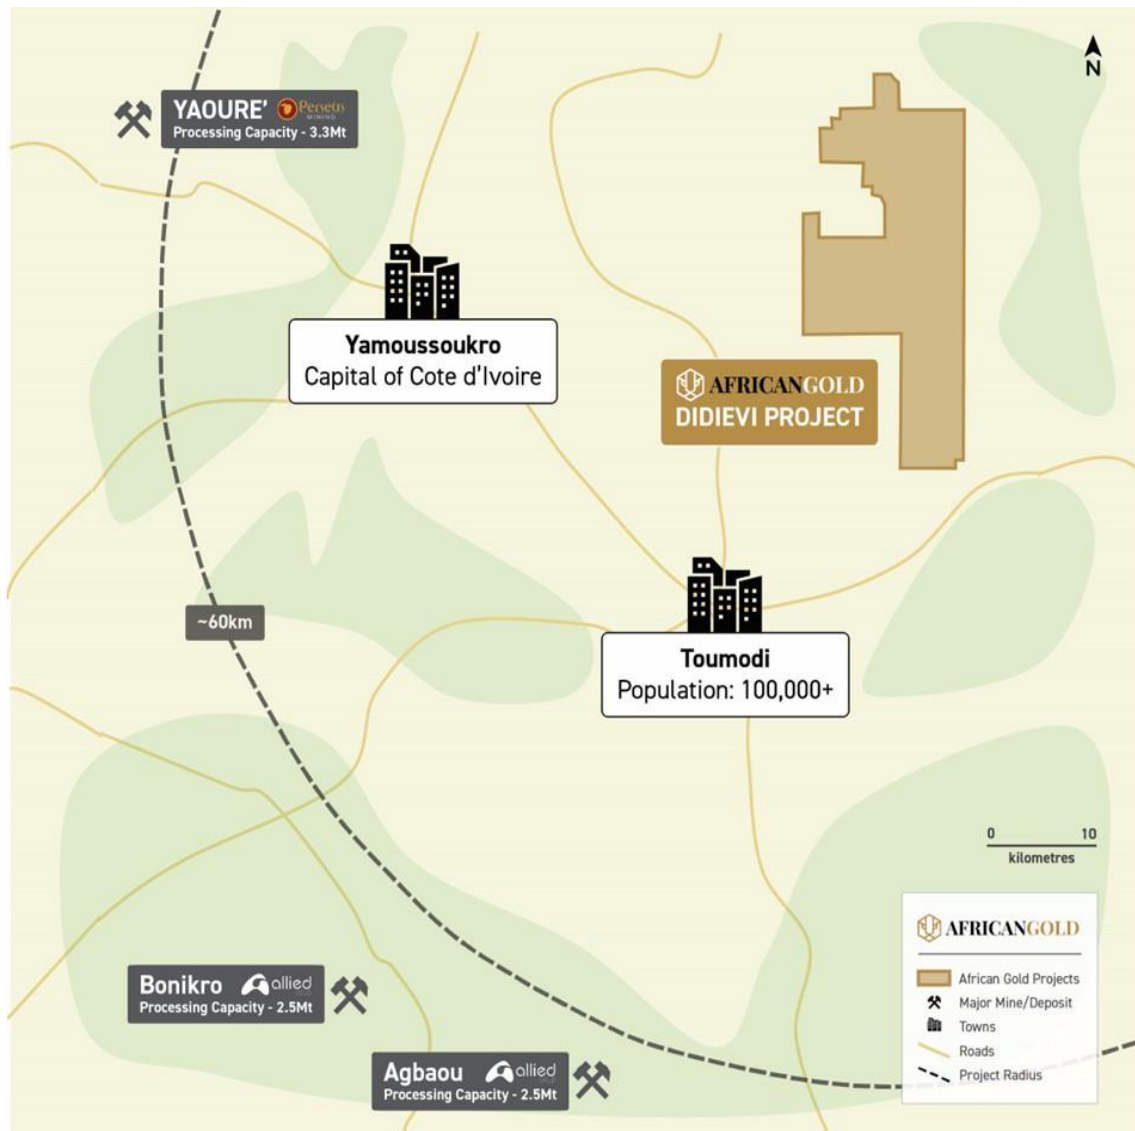 N
YAOURE' Perseus
MINING
Processing Capacity - 3.3Mt
Yamoussoukro
Capital of Cote d'Ivoire
AFRICANGOLD
DIDIEVI PROJECT
~60km
Toumodi
Population: 100,000+
0 10
kilometres
Bonikro allied
Processing Capacity - 2.5Mt
Agbaou allied
Processing Capacity - 2.5Mt
AFRICANGOLD
African Gold Projects
Major Mine/Deposit
Towns
Roads
Project Radius